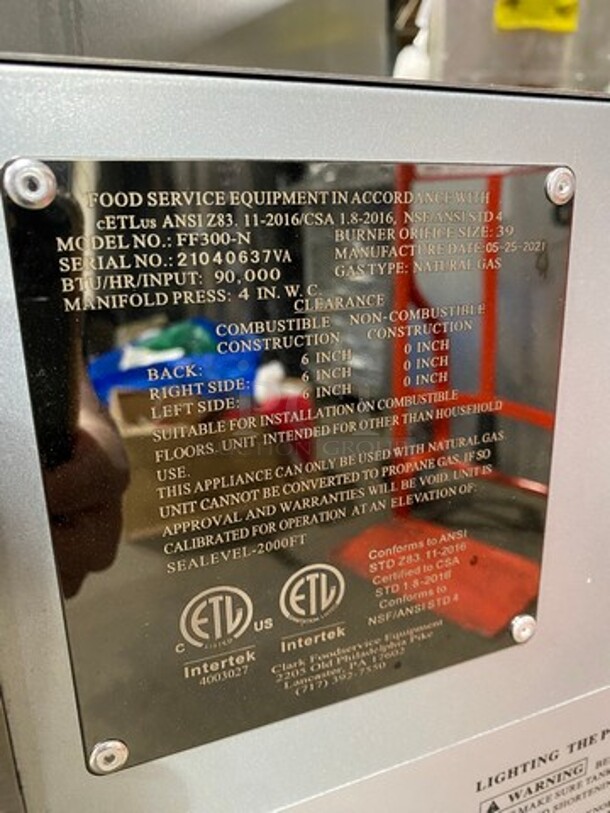 FOOD SERVICE EQUIPMENT IN ACCORDANCE WITH
cETLus ANSI Z83. 11-2016/CSA 1.8-2016, NSF/ANSI STD 4
MODEL NO.: FF300-N
BURNER ORIFICE SIZE: 39
SERIAL NO.: 21040637VA
MANUFACTURE DATE: 05-25-2021
BTU/HR/INPUT: 90,000
GAS TYPE: NATURAL GAS
MANIFOLD PRESS: 4 IN. W. C.
CLEARANCE
COMBUSTIBLE NON-COMBUSTIBLE
CONSTRUCTION CONSTRUCTION
BACK: 6 INCH 0 INCH
RIGHT SIDE: 6 INCH 0 INCH
LEFT SIDE: 6 INCH 0 INCH
SUITABLE FOR INSTALLATION ON COMBUSTIBLE
FLOORS. UNIT INTENDED FOR OTHER THAN HOUSEHOLD
USE.
THIS APPLIANCE CAN ONLY BE USED WITH NATURAL GAS.
UNIT CANNOT BE CONVERTED TO PROPANE GAS, IF SO
APPROVAL AND WARRANTIES WILL BE VOID. UNIT IS
CALIBRATED FOR OPERATION AT AN ELEVATION OF:
SEALEVEL-2000FT
Conforms to ANSI
STD Z83. 11-2016
Certified to CSA
STD 1.8-2016
Conforms to
NSF/ANSI STD 4
C ETL US
LISTED
Intertek
4003027
ETL
Intertek
Clark Foodservice Equipment
2205 Old Philadelphia Pike
Lancaster, PA 17602
(717) 392-7550
LIGHTING THE P
WARNING BE
MAKE SURE TAN
SHORTENIN